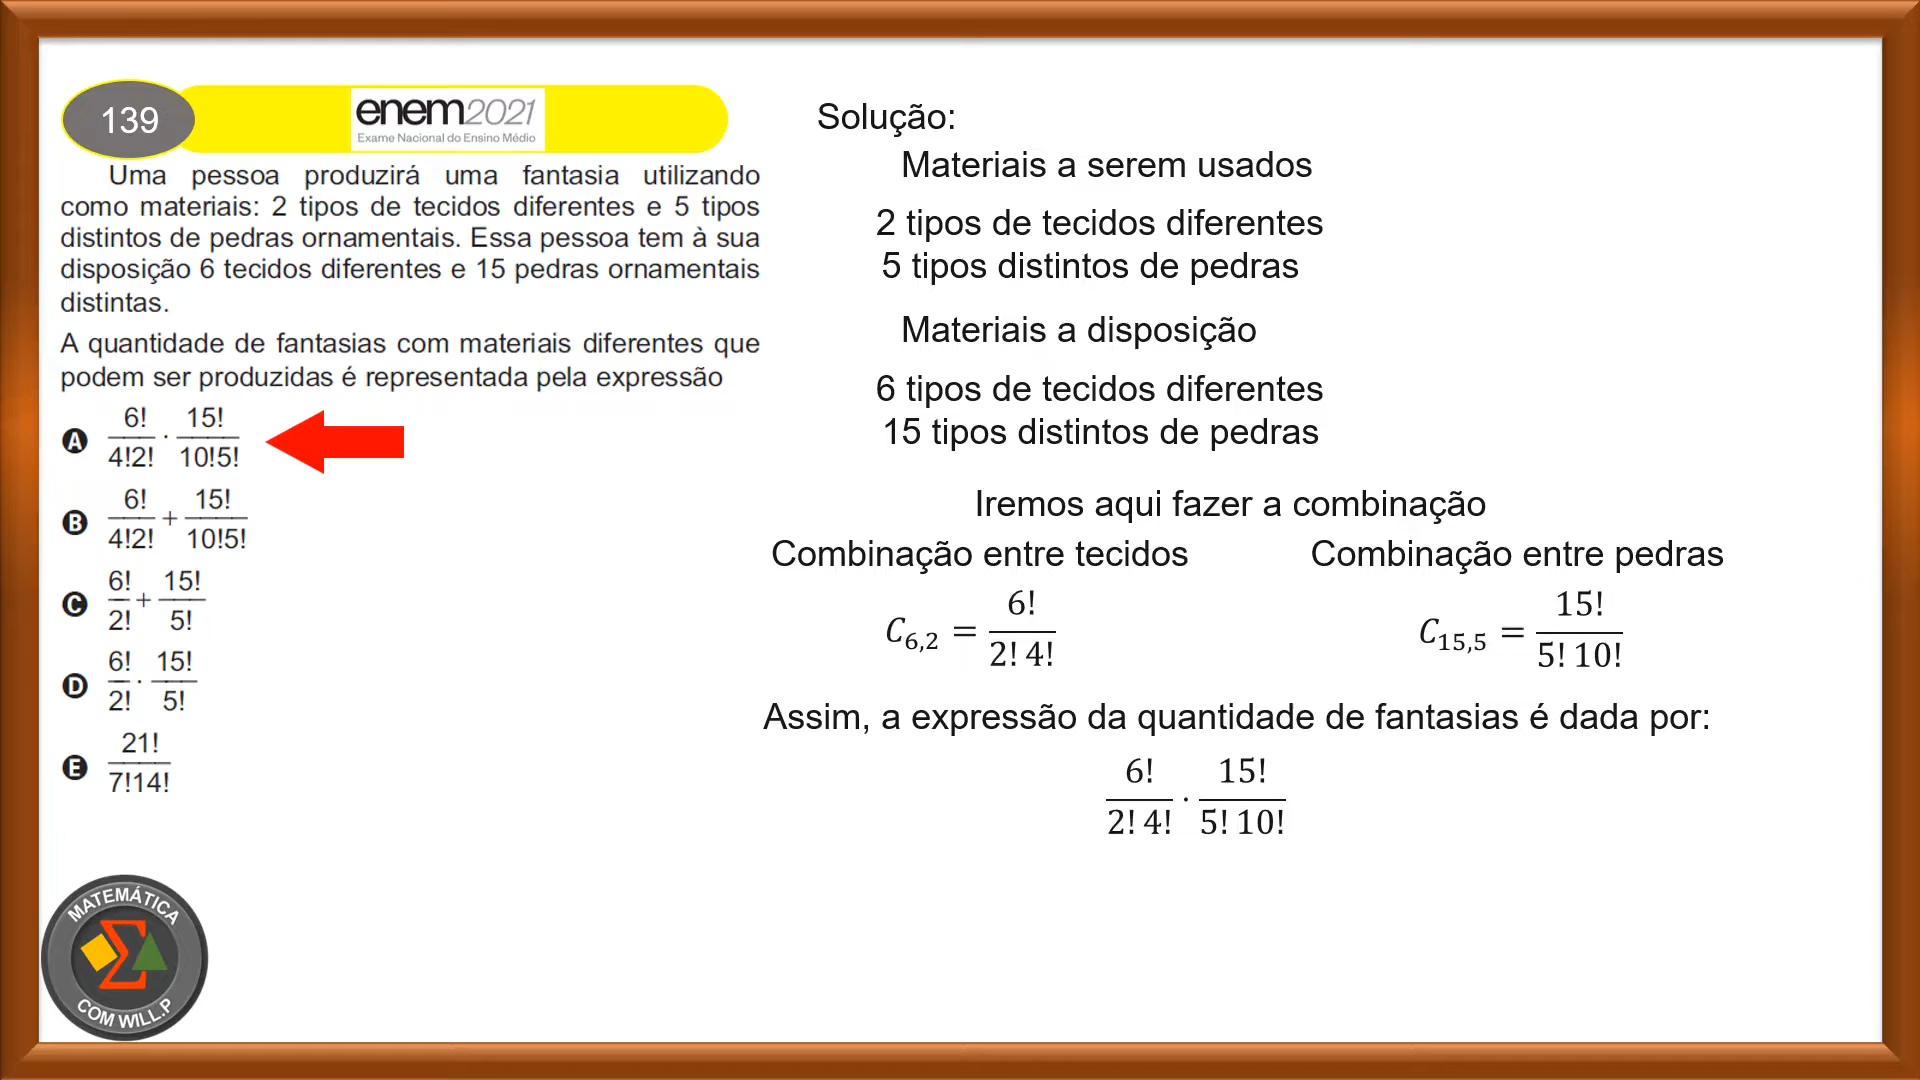 139
enem2021
Exame Nacional do Ensino Médio
Uma pessoa produzirá uma fantasia utilizando
como materiais: 2 tipos de tecidos diferentes e 5 tipos
distintos de pedras ornamentais. Essa pessoa tem à sua
disposição 6 tecidos diferentes e 15 pedras ornamentais
distintas.
A quantidade de fantasias com materiais diferentes que
podem ser produzidas é representada pela expressão
A 6!/4!2! · 15!/10!5!
B 6!/4!2! + 15!/10!5!
C 6!/2! + 15!/5!
D 6!/2! · 15!/5!
E 21!/7!14!
MATEMÁTICA
COM WILL.P
Solução:
Materiais a serem usados
2 tipos de tecidos diferentes
5 tipos distintos de pedras
Materiais a disposição
6 tipos de tecidos diferentes
15 tipos distintos de pedras
Iremos aqui fazer a combinação
Combinação entre tecidos Combinação entre pedras
C6,2 = 6!/2! 4! C15,5 = 15!/5! 10!
Assim, a expressão da quantidade de fantasias é dada por:
6!/2! 4! · 15!/5! 10!